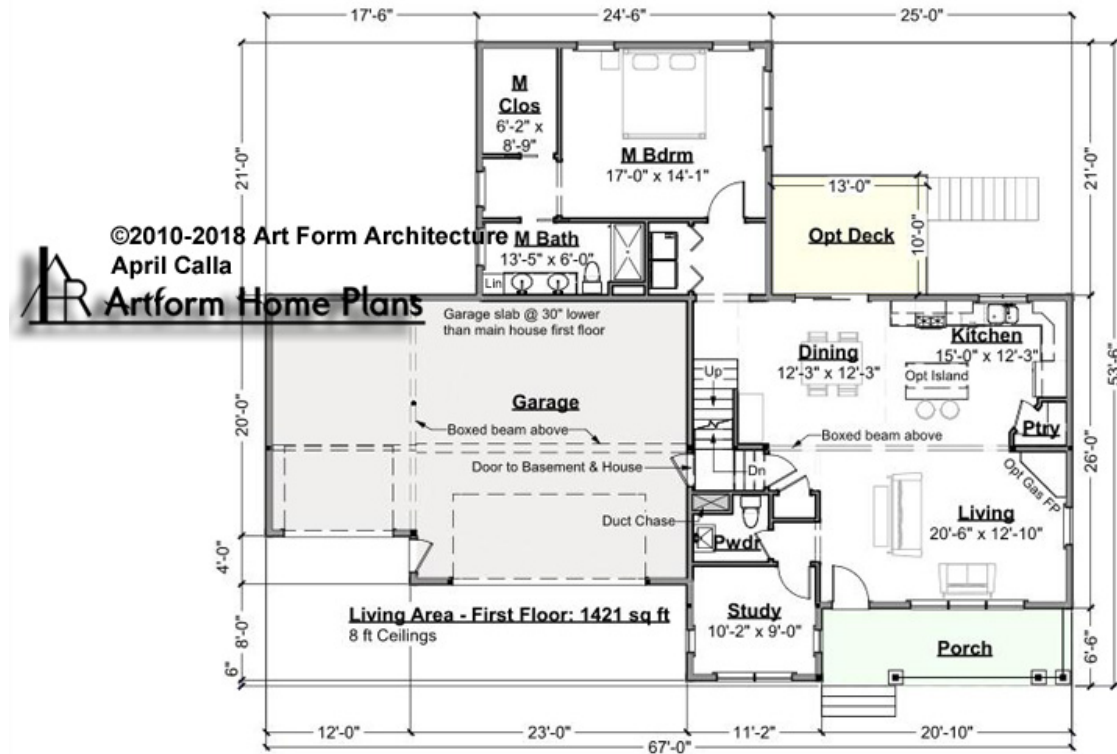 17'-6"
24'-6"
25'-0"
M
Clos
6'-2" x
8'-9"
M Bdrm
17'-0" x 14'-1"
21'-0"
21'-0"
13'-0"
10'-0"
Opt Deck
©2010-2018 Art Form Architecture
April Calla
Artform Home Plans
M Bath
13'-5" x 6'-0"
Lin
Garage slab @ 30" lower
than main house first floor
Kitchen
15'-0" x 12'-3"
Dining
12'-3" x 12'-3"
Opt Island
53'-6"
Up
Garage
20'-0"
Boxed beam above
Boxed beam above
Ptry
26'-0"
Door to Basement & House
Dn
Opt Gas FP
Duct Chase
Living
20'-6" x 12'-10"
Pwdr
4'-0"
Living Area - First Floor: 1421 sq ft
8 ft Ceilings
Study
10'-2" x 9'-0"
8'-0"
6"
Porch
6'-6"
12'-0"
23'-0"
11'-2"
20'-10"
67'-0"